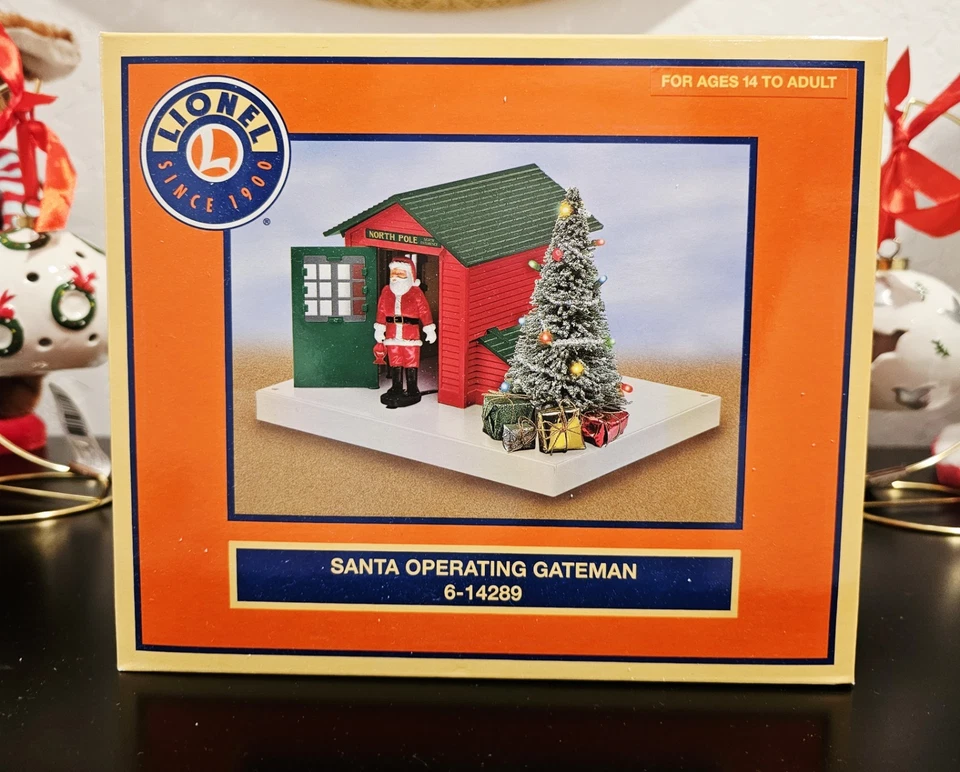 FOR AGES 14 TO ADULT
LIONEL
L
SINCE 1900
®
NORTH POLE
SANTA OPERATING GATEMAN
6-14289